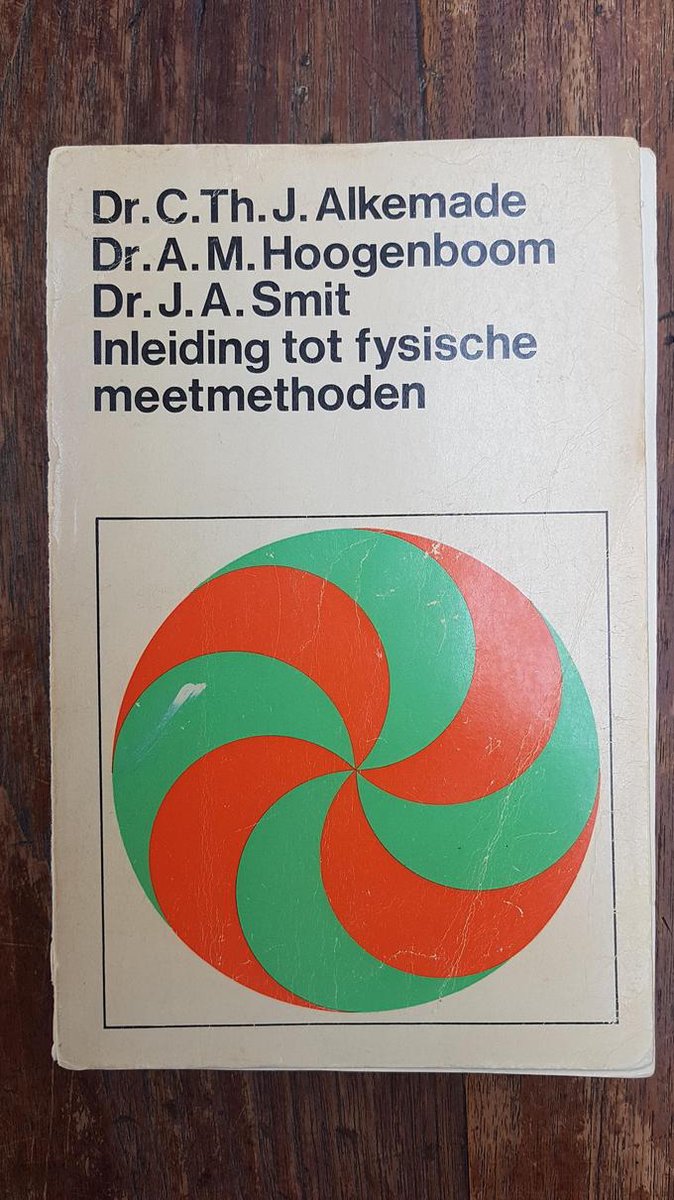 Dr. C. Th. J. Alkemade
Dr. A. M. Hoogenboom
Dr. J. A. Smit
Inleiding tot fysische
meetmethoden